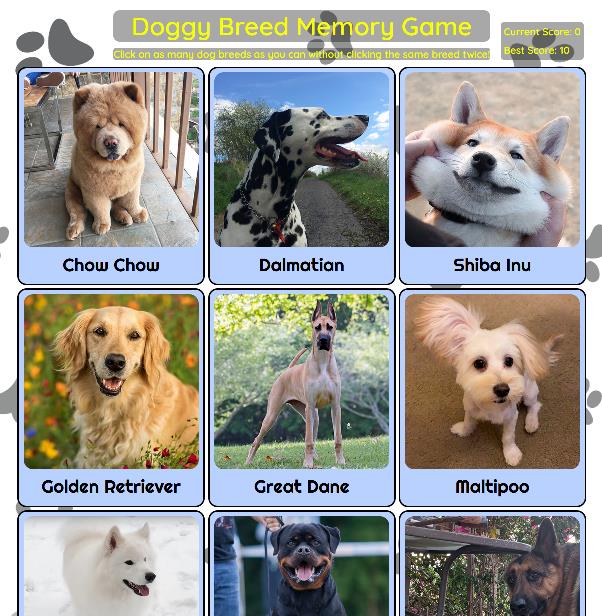 Doggy Breed Memory Game
Click on as many dog breeds as you can without clicking the same breed twice!
Current Score: 0
Best Score: 10
Chow Chow
Dalmatian
Shiba Inu
Golden Retriever
Great Dane
Maltipoo